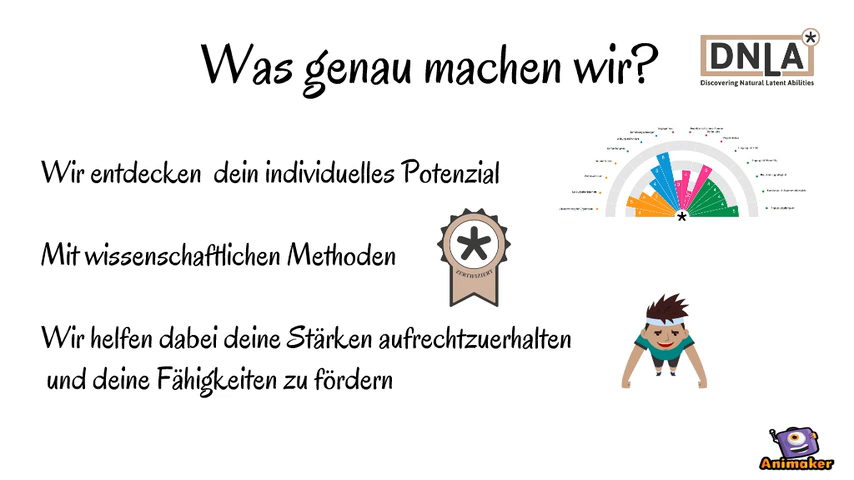 Was genau machen wir?
DNLA*
Discovering Natural Latent Abilities
Wir entdecken dein individuelles Potenzial
Mit wissenschaftlichen Methoden
ZERTIFIZIERT
Wir helfen dabei deine Stärken aufrechtzuerhalten
und deine Fähigkeiten zu fördern
Animaker